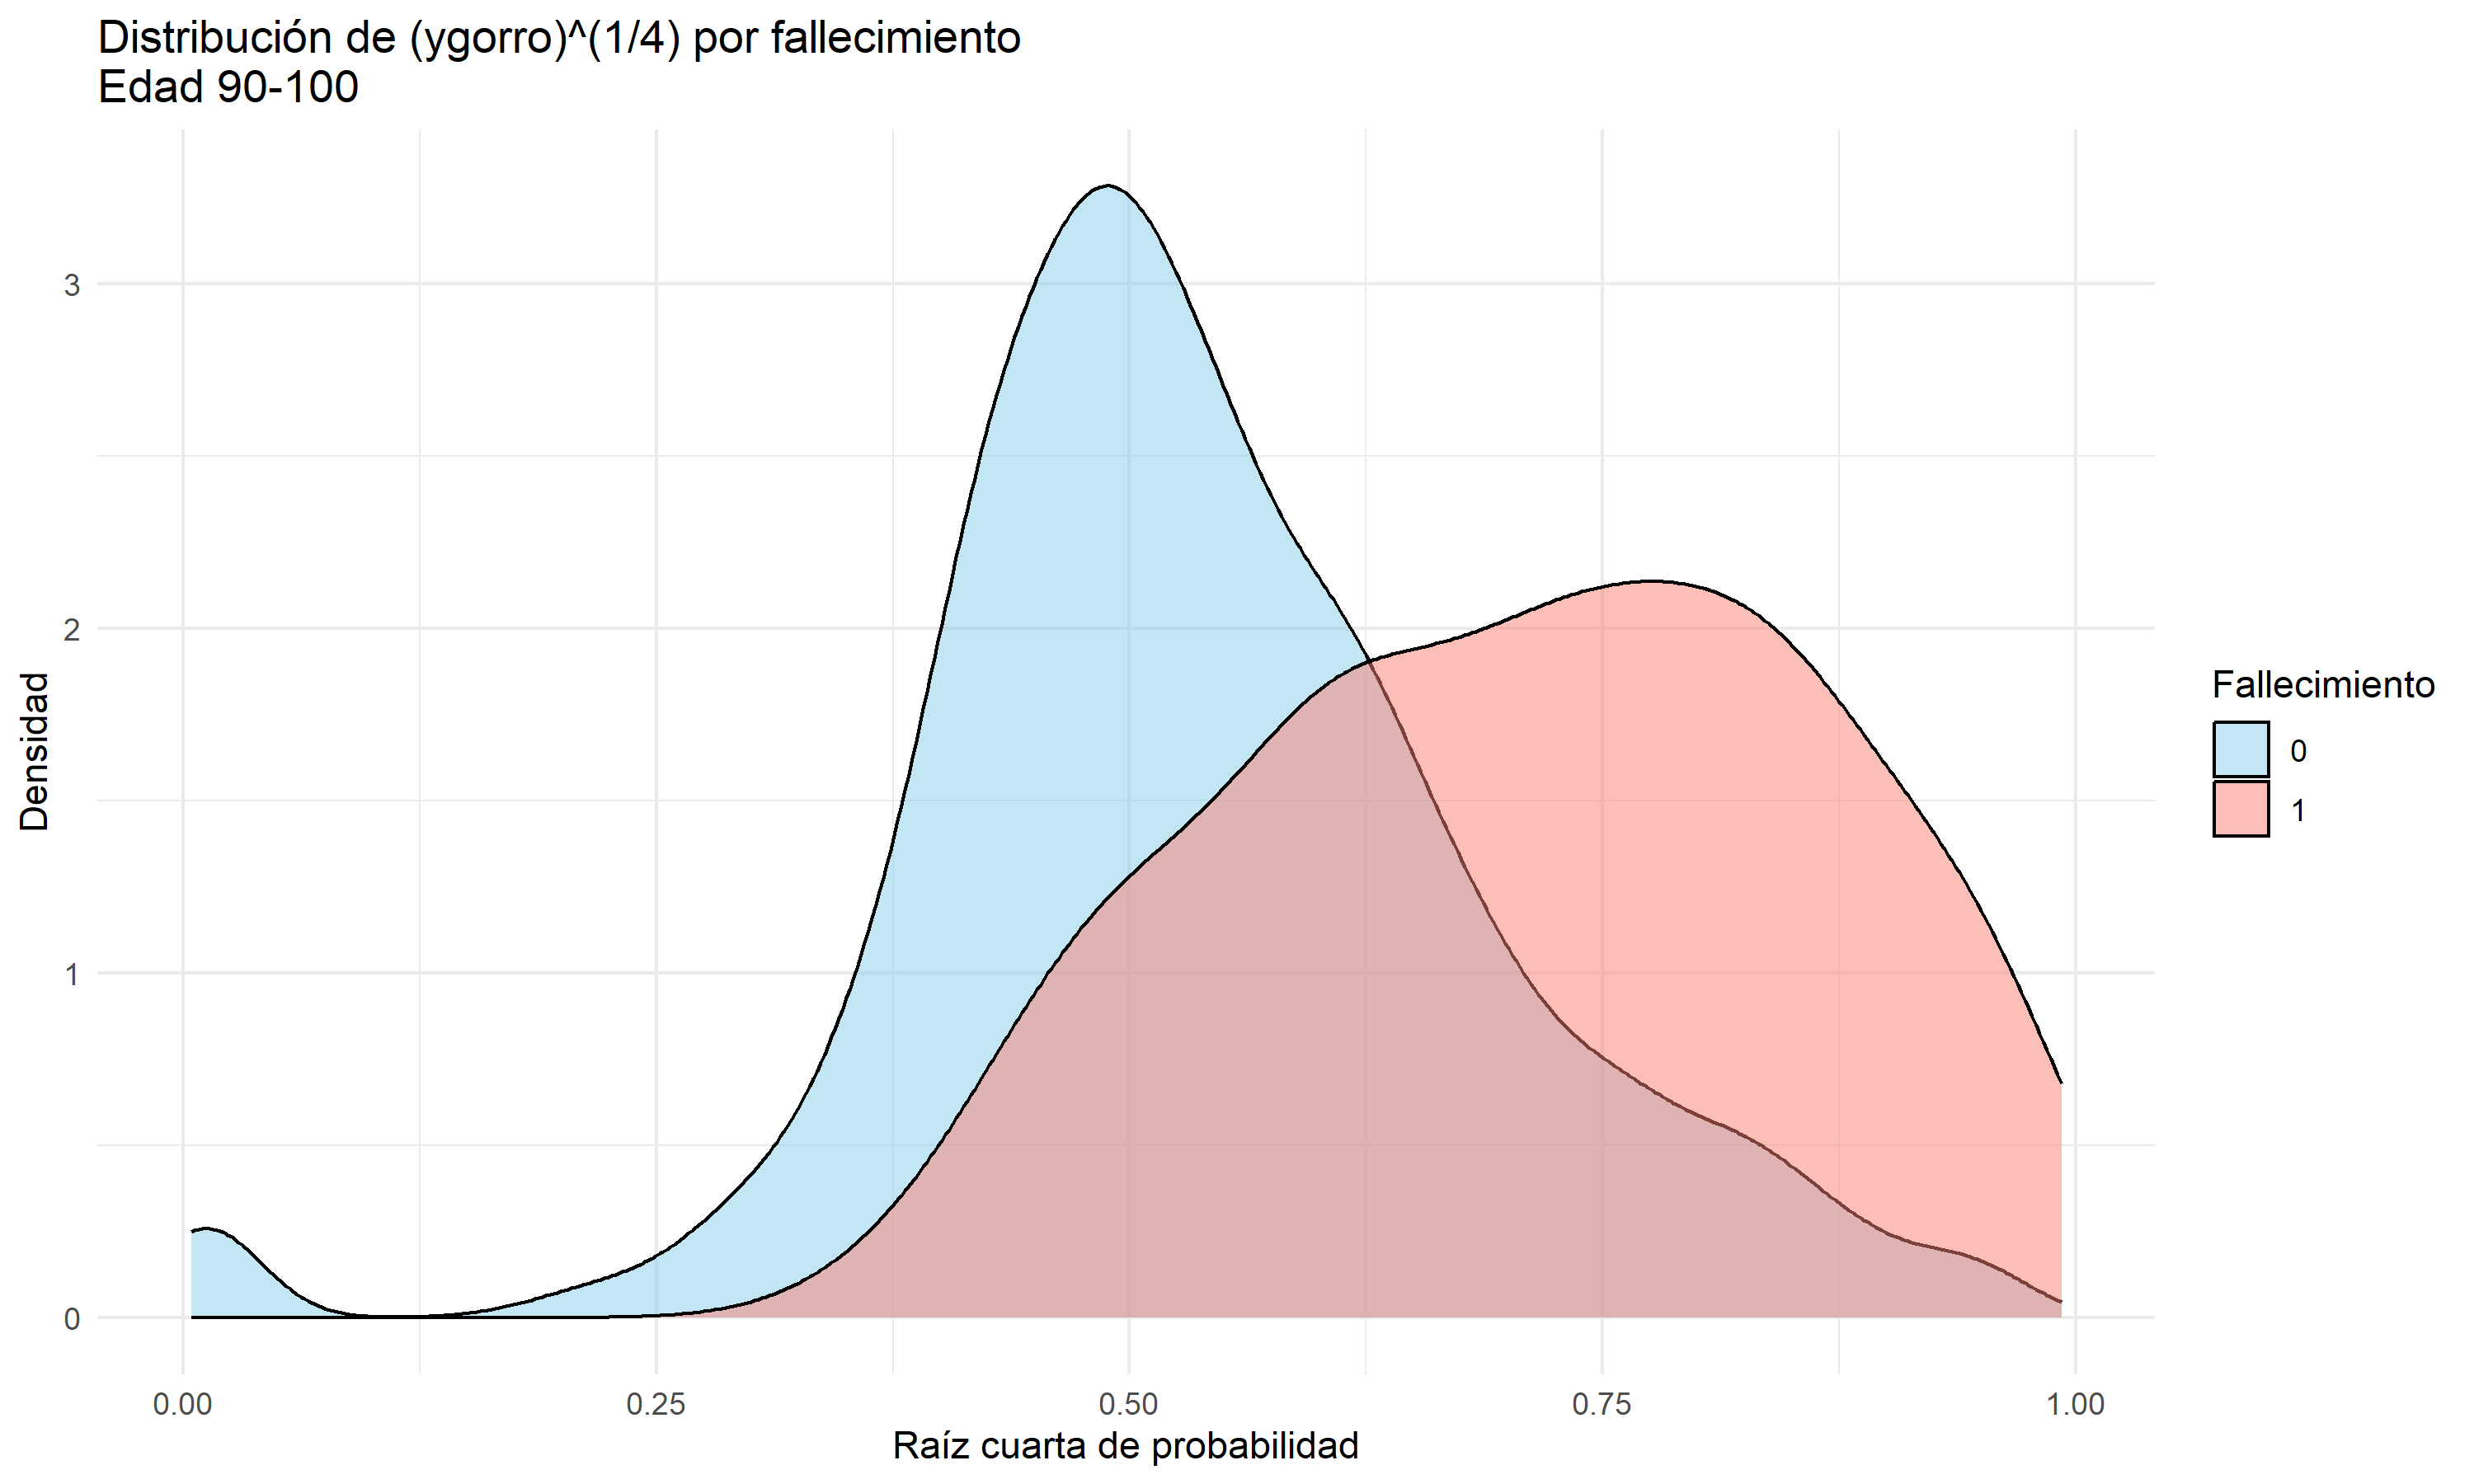 Distribución de (ygorro)^(1/4) por fallecimiento
Edad 90-100
3
2
1
0
Densidad
0.00 0.25 0.50 0.75 1.00
Raíz cuarta de probabilidad
Fallecimiento
0
1